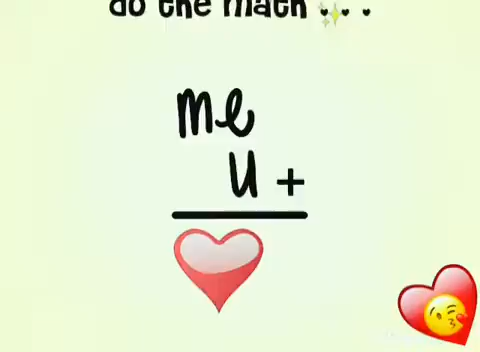 do the math ...
me
u +